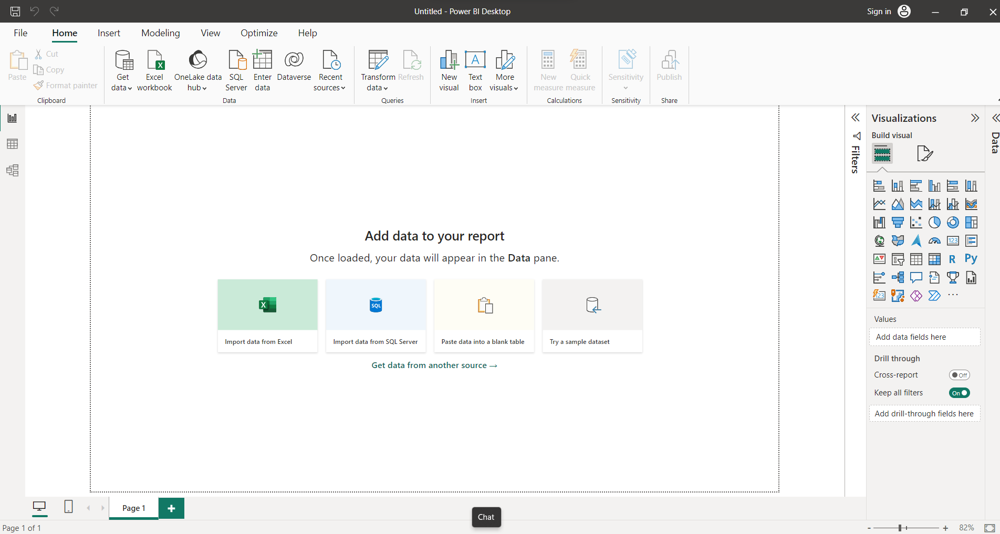 Untitled - Power BI Desktop
Sign in
File Home Insert Modeling View Optimize Help
Paste
Cut
Copy
Format painter
Clipboard
Get data
Excel workbook
OneLake data hub
SQL Server
Enter data
Dataverse
Recent sources
Data
Transform data
Refresh
Queries
New visual
Text box
More visuals
Insert
New measure
Quick measure
Calculations
Sensitivity
Sensitivity
Publish
Share
Add data to your report
Once loaded, your data will appear in the Data pane.
SQL
Import data from Excel
Import data from SQL Server
Paste data into a blank table
Try a sample dataset
Get data from another source →
Filters
Visualizations
Build visual
123
R
Py
123
Values
Add data fields here
Drill through
Cross-report
Off
Keep all filters
On
Add drill-through fields here
Data
Page 1
Chat
Page 1 of 1
- + 82%